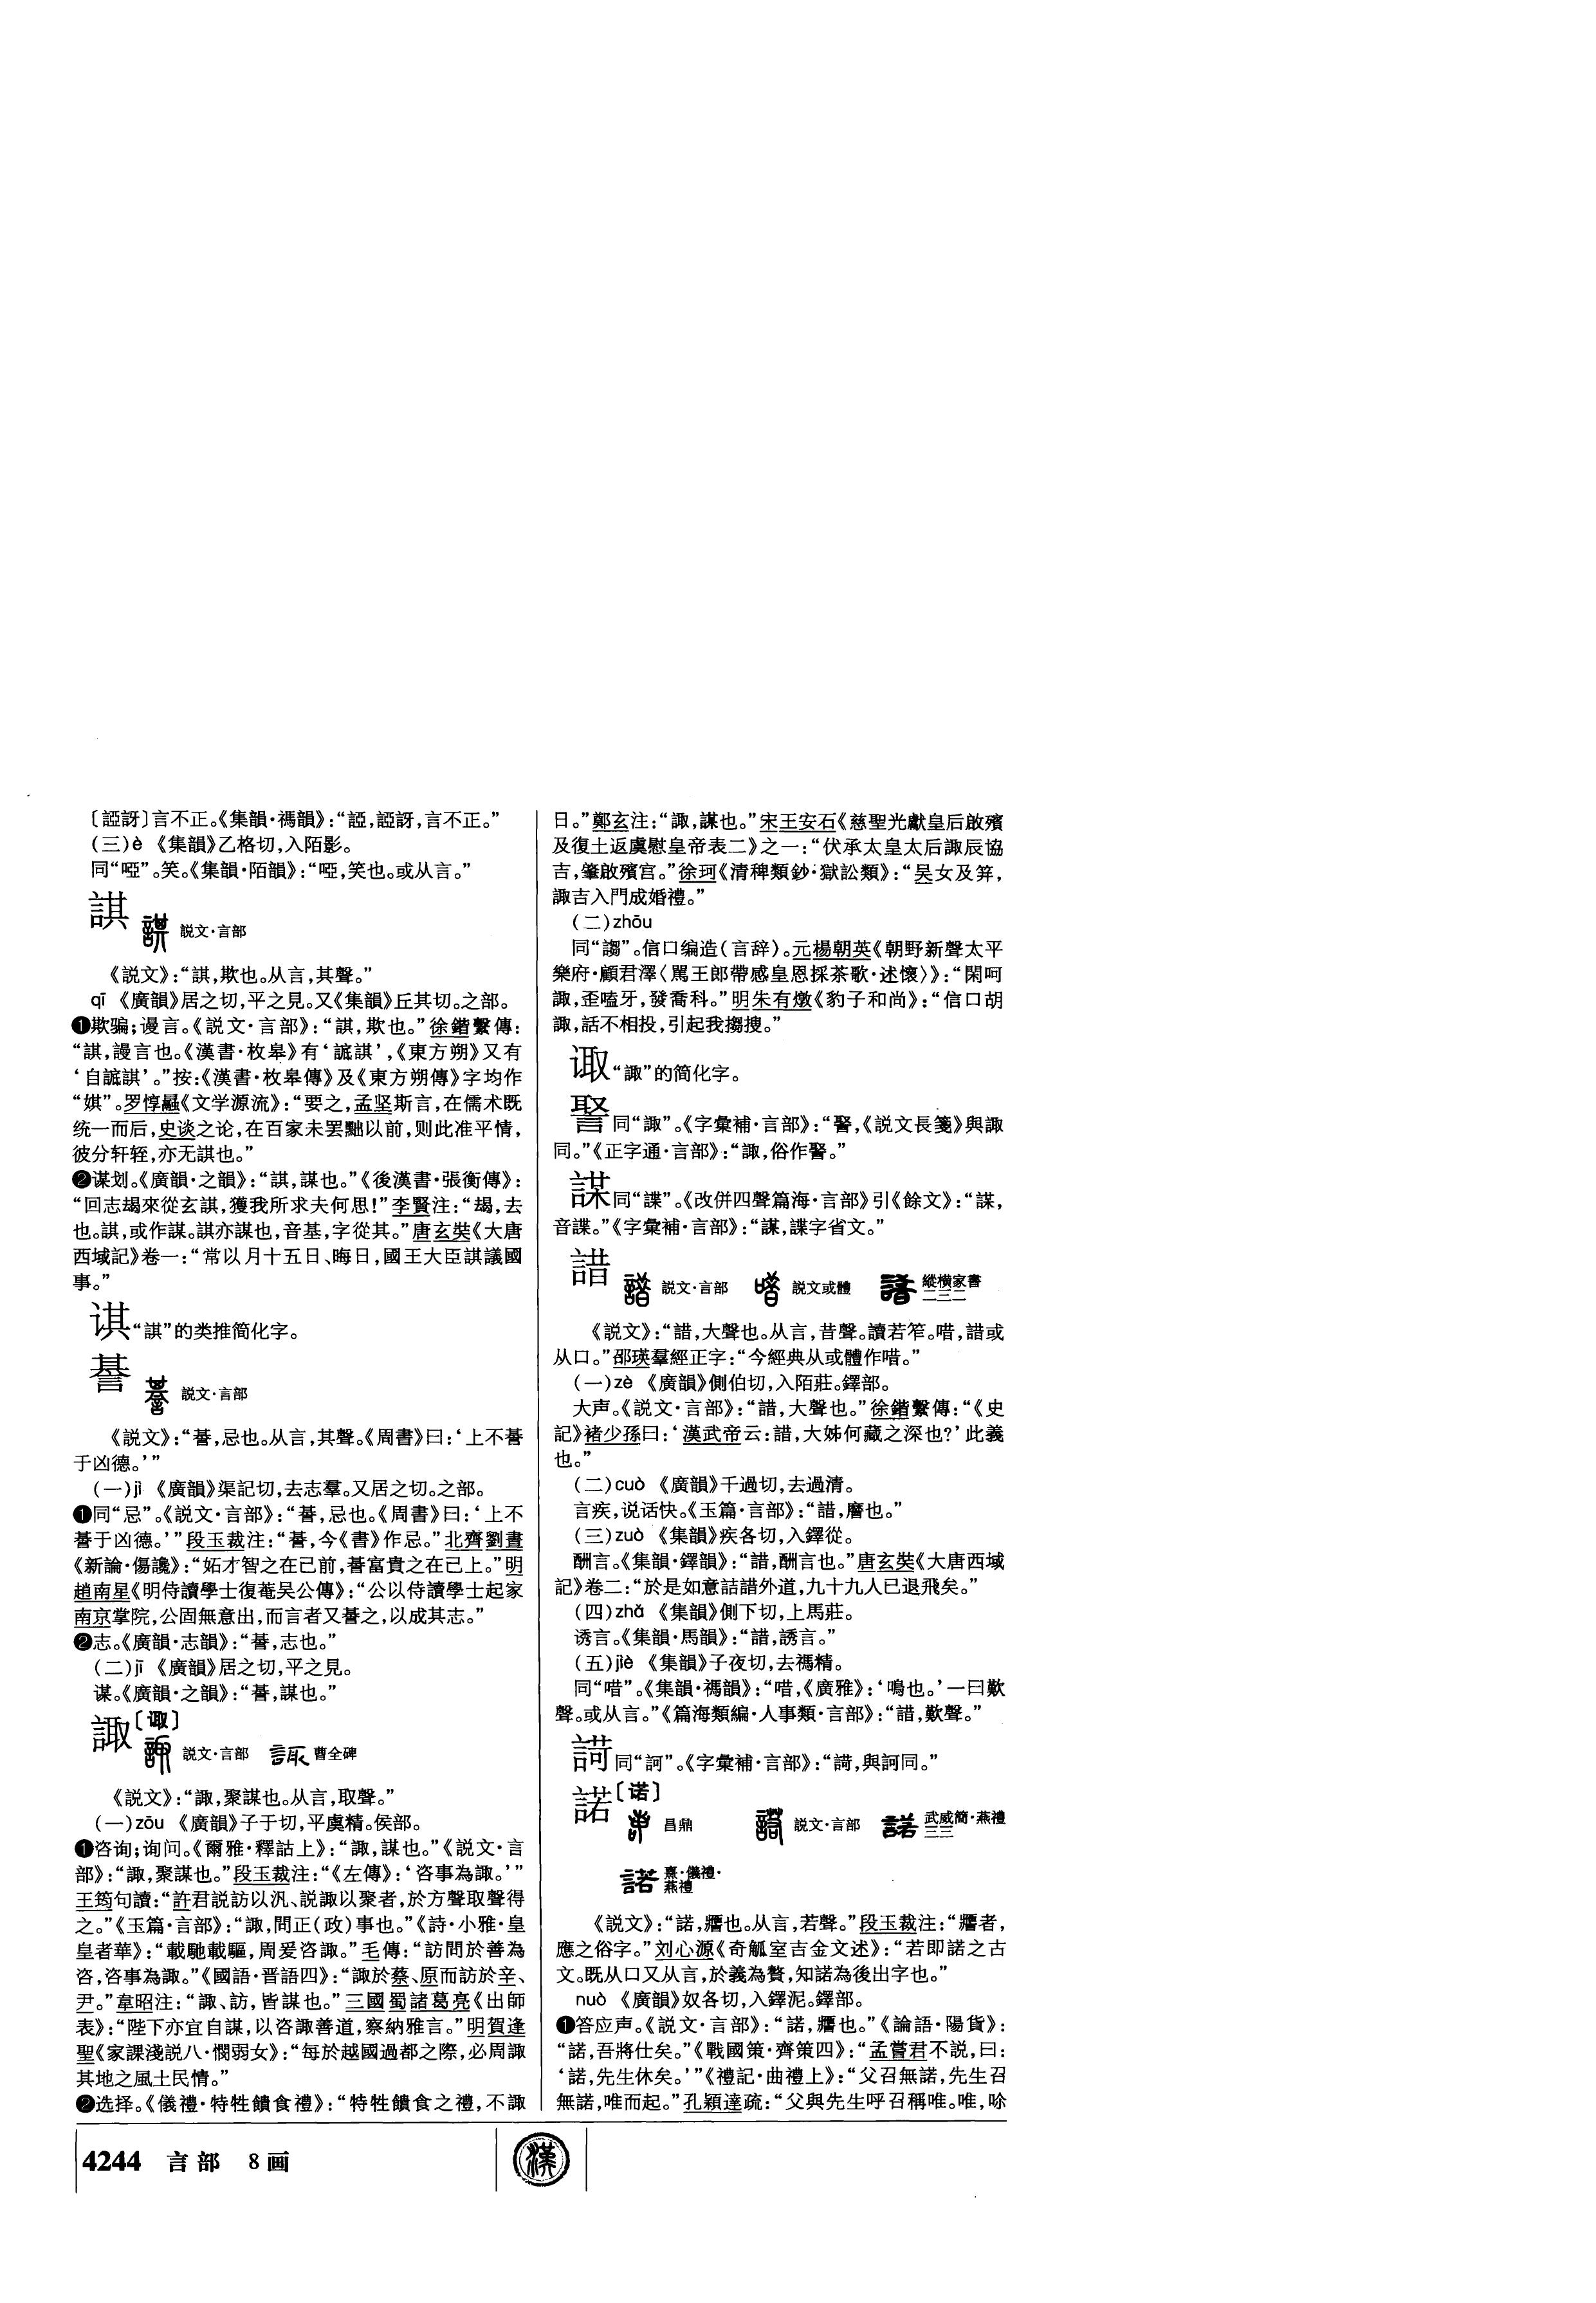 〔諲訝〕言不正。《集韻·禡韻》：“諲，諲訝，言不正。”
(三)è 《集韻》乙格切，入陌影。
同“啞”。笑。《集韻·陌韻》：“啞，笑也。或从言。”
諆 説文·言部
《説文》：“諆，欺也。从言，其聲。”
qī 《廣韻》居之切，平之見。又《集韻》丘其切。之部。
❶欺骗；谩言。《説文·言部》：“諆，欺也。”徐鍇繫傳：
“諆，謾言也。《漢書·枚皋》有‘詆諆’，《東方朔》又有
‘自詆諆’。”按：《漢書·枚皋傳》及《東方朔傳》字均作
“娸”。罗惇曧《文学源流》：“要之，孟坚斯言，在儒术既
统一而后，史谈之论，在百家未罢黜以前，则此准平情，
彼分轩轾，亦无諆也。”
❷谋划。《廣韻·之韻》：“諆，謀也。”《後漢書·張衡傳》：
“回志朅來從玄諆，獲我所求夫何思！”李賢注：“朅，去
也。諆，或作謀。諆亦謀也，音基，字從其。”唐玄奘《大唐
西域記》卷一：“常以月十五日、晦日，國王大臣諆議國
事。”
𫍯“諆”的类推简化字。
諅 説文·言部
《説文》：“諅，忌也。从言，其聲。《周書》曰：‘上不諅
于凶德。’”
(一)jì 《廣韻》渠記切，去志羣。又居之切。之部。
❶同“忌”。《説文·言部》：“諅，忌也。《周書》曰：‘上不
諅于凶德。’”段玉裁注：“諅，今《書》作忌。”北齊劉晝
《新論·傷讒》：“妬才智之在己前，諅富貴之在己上。”明
趙南星《明侍讀學士復菴吴公傳》：“公以侍讀學士起家
南京掌院，公固無意出，而言者又諅之，以成其志。”
❷志。《廣韻·志韻》：“諅，志也。”
(二)jī 《廣韻》居之切，平之見。
谋。《廣韻·之韻》：“諅，謀也。”
諏〔诹〕 説文·言部 曹全碑
《説文》：“諏，聚謀也。从言，取聲。”
(一)zōu 《廣韻》子于切，平虞精。侯部。
❶咨询；询问。《爾雅·釋詁上》：“諏，謀也。”《説文·言
部》：“諏，聚謀也。”段玉裁注：“《左傳》：‘咨事為諏。’”
王筠句讀：“許君説訪以汎、説諏以聚者，於方聲取聲得
之。”《玉篇·言部》：“諏，問正(政)事也。”《詩·小雅·皇
皇者華》：“載馳載驅，周爰咨諏。”毛傳：“訪問於善為
咨，咨事為諏。”《國語·晋語四》：“諏於蔡、原而訪於辛、
尹。”韋昭注：“諏、訪，皆謀也。”三國蜀諸葛亮《出師
表》：“陛下亦宜自謀，以咨諏善道，察納雅言。”明賀逢
聖《家課淺説八·憫弱女》：“每於越國過都之際，必周諏
其地之風土民情。”
❷选择。《儀禮·特牲饋食禮》：“特牲饋食之禮，不諏
日。”鄭玄注：“諏，謀也。”宋王安石《慈聖光獻皇后啟殯
及復土返虞慰皇帝表二》之一：“伏承太皇太后諏辰協
吉，肇啟殯宫。”徐珂《清稗類鈔·獄訟類》：“吴女及笄，
諏吉入門成婚禮。”
(二)zhōu
同“謅”。信口编造(言辞)。元楊朝英《朝野新聲太平
樂府·顧君澤〈駡王郎帶感皇恩採茶歌·述懷〉》：“閑呵
諏，歪嗑牙，發喬科。”明朱有燉《豹子和尚》：“信口胡
諏，話不相投，引起我搊搜。”
诹“諏”的简化字。
同“諏”。《字彙補·言部》：“《説文長箋》與諏
同。”《正字通·言部》：“諏，俗作。”
同“諜”。《改併四聲篇海·言部》引《餘文》：“
音諜。”《字彙補·言部》：“諜字省文。”
諎 説文·言部 説文或體 縱横家書二三二
《説文》：“諎，大聲也。从言，昔聲。讀若笮。唶，諎或
从口。”邵瑛羣經正字：“今經典从或體作唶。”
(一)zè 《廣韻》側伯切，入陌莊。鐸部。
大声。《説文·言部》：“諎，大聲也。”徐鍇繫傳：“《史
記》褚少孫曰：‘漢武帝云：諎，大姊何藏之深也？’此義
也。”
(二)cuò 《廣韻》千過切，去過清。
言疾，说话快。《玉篇·言部》：“諎，也。”
(三)zuò 《集韻》疾各切，入鐸從。
酬言。《集韻·鐸韻》：“諎，酬言也。”唐玄奘《大唐西域
記》卷二：“於是如意詰諎外道，九十九人已退飛矣。”
(四)zhǎ 《集韻》側下切，上馬莊。
诱言。《集韻·馬韻》：“諎，誘言。”
(五)jiè 《集韻》子夜切，去禡精。
同“唶”。《集韻·禡韻》：“唶，《廣雅》：‘鳴也。’一曰歎
聲。或从言。”《篇海類編·人事類·言部》：“諎，歎聲。”
同“訶”。《字彙補·言部》：“與訶同。”
諾〔诺〕 舀鼎 説文·言部 武威簡·燕禮三三
熹·儀禮·燕禮
《説文》：“諾，譍也。从言，若聲。”段玉裁注：“譍者，
應之俗字。”刘心源《奇觚室吉金文述》：“若即諾之古
文。既从口又从言，於義為贅，知諾為後出字也。”
nuò 《廣韻》奴各切，入鐸泥。鐸部。
❶答应声。《説文·言部》：“諾，譍也。”《論語·陽貨》：
“諾，吾將仕矣。”《戰國策·齊策四》：“孟嘗君不説，曰：
‘諾，先生休矣。’”《禮記·曲禮上》：“父召無諾，先生召
無諾，唯而起。”孔穎達疏：“父與先生呼召稱唯。唯，唅
4244 言部 8画
漢